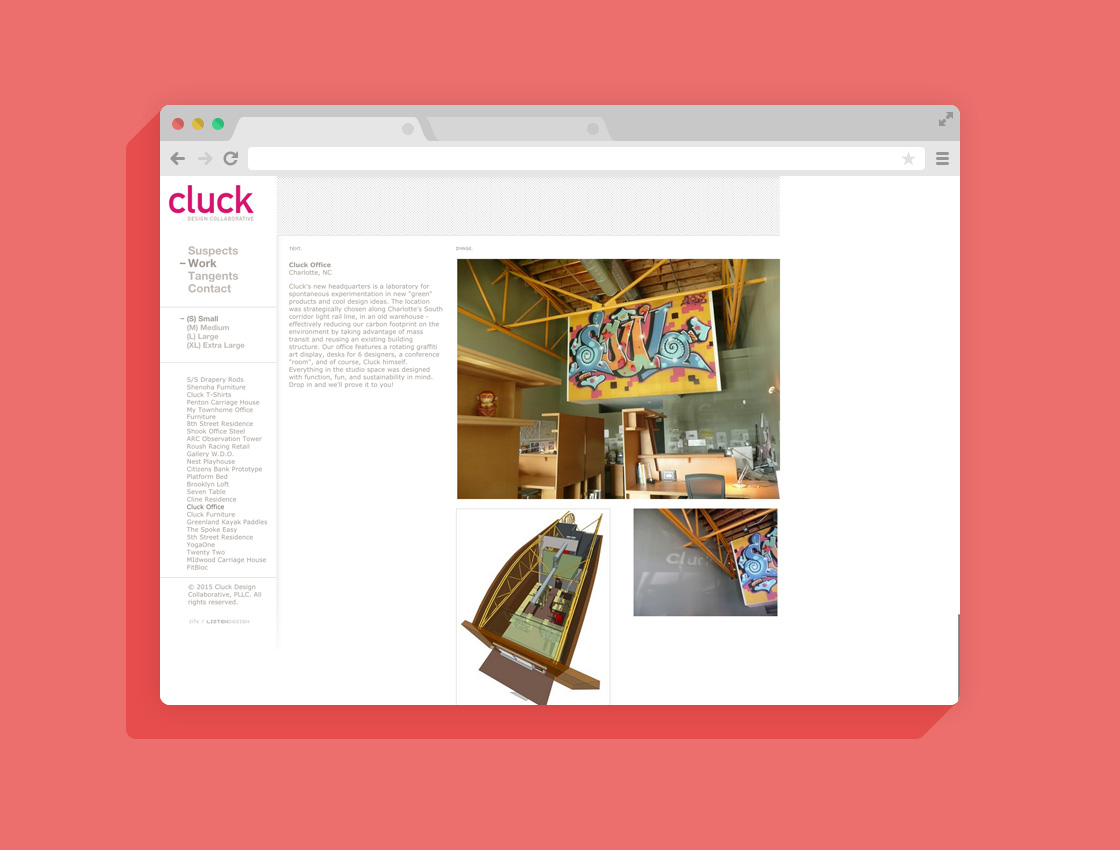 cluck
DESIGN COLLABORATIVE
Suspects
– Work
Tangents
Contact
– (S) Small
(M) Medium
(L) Large
(XL) Extra Large
S/S Drapery Rods
Shenoha Furniture
Cluck T-Shirts
Penton Carriage House
My Townhome Office
Furniture
8th Street Residence
Shook Office Steel
ARC Observation Tower
Roush Racing Retail
Gallery W.D.O.
Nest Playhouse
Citizens Bank Prototype
Platform Bed
Brooklyn Loft
Seven Table
Cline Residence
Cluck Office
Cluck Furniture
Greenland Kayak Paddles
The Spoke Easy
5th Street Residence
YogaOne
Twenty Two
Midwood Carriage House
FitBloc
© 2015 Cluck Design
Collaborative, PLLC. All
rights reserved.
/ LISTENDESIGN
TEXT.
Cluck Office
Charlotte, NC
Cluck's new headquarters is a laboratory for
spontaneous experimentation in new "green"
products and cool design ideas. The location
was strategically chosen along Charlotte's South
corridor light rail line, in an old warehouse -
effectively reducing our carbon footprint on the
environment by taking advantage of mass
transit and reusing an existing building
structure. Our office features a rotating graffiti
art display, desks for 6 designers, a conference
"room", and of course, Cluck himself.
Everything in the studio space was designed
with function, fun, and sustainability in mind.
Drop in and we'll prove it to you!
IMAGE.
cluck